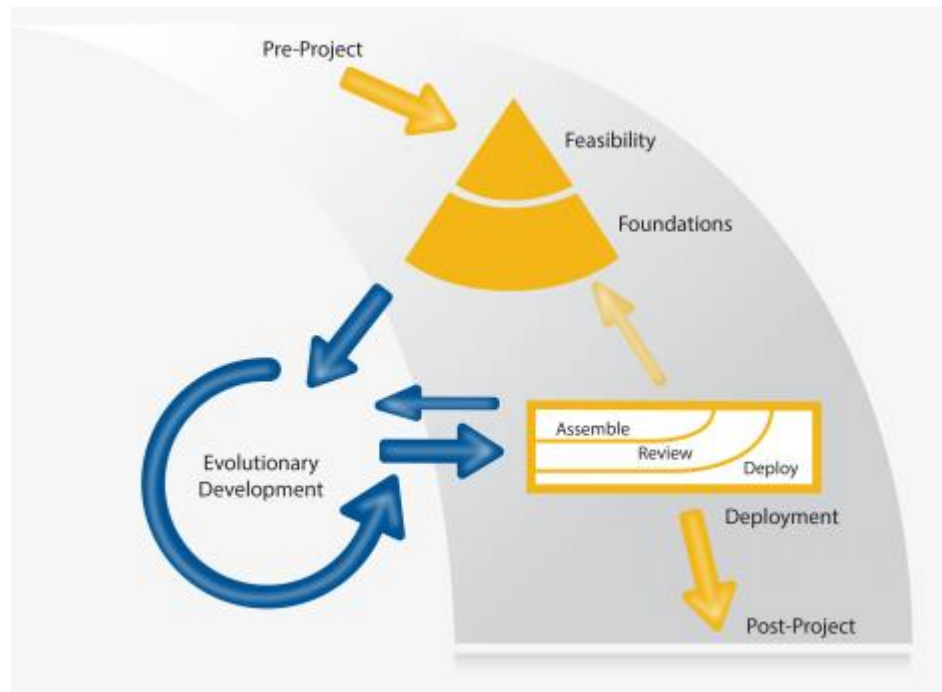 Pre-Project
Feasibility
Foundations
Evolutionary
Development
Assemble
Review
Deploy
Deployment
Post-Project